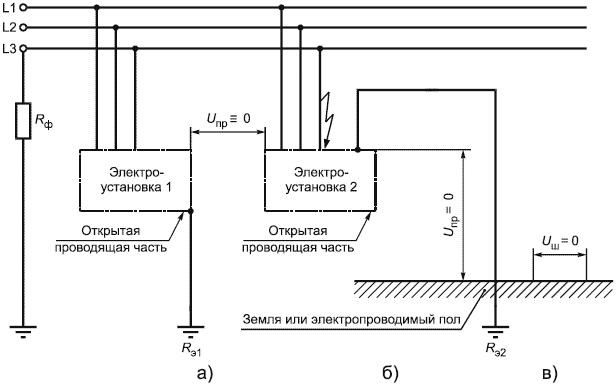 L1
L2
L3
Rф
Uпр ≡ 0
Электро-
установка 1
Электро-
установка 2
Открытая
проводящая часть
Открытая
проводящая часть
Uпр = 0
Uш = 0
Земля или электропроводимый пол
Rэ1
Rэ2
а)
б)
в)